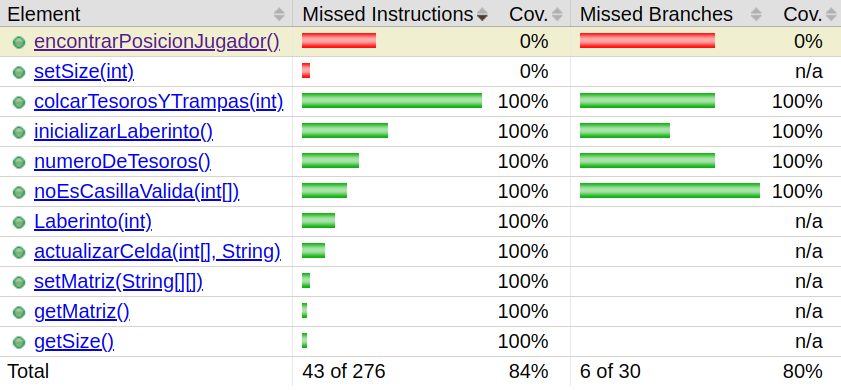 Element Missed Instructions Cov. Missed Branches Cov.
encontrarPosicionJugador() 0% 0%
setSize(int) 0% n/a
colcarTesorosYTrampas(int) 100% 100%
inicializarLaberinto() 100% 100%
numeroDeTesoros() 100% 100%
noEsCasillaValida(int[]) 100% 100%
Laberinto(int) 100% n/a
actualizarCelda(int[], String) 100% n/a
setMatriz(String[][]) 100% n/a
getMatriz() 100% n/a
getSize() 100% n/a
Total 43 of 276 84% 6 of 30 80%